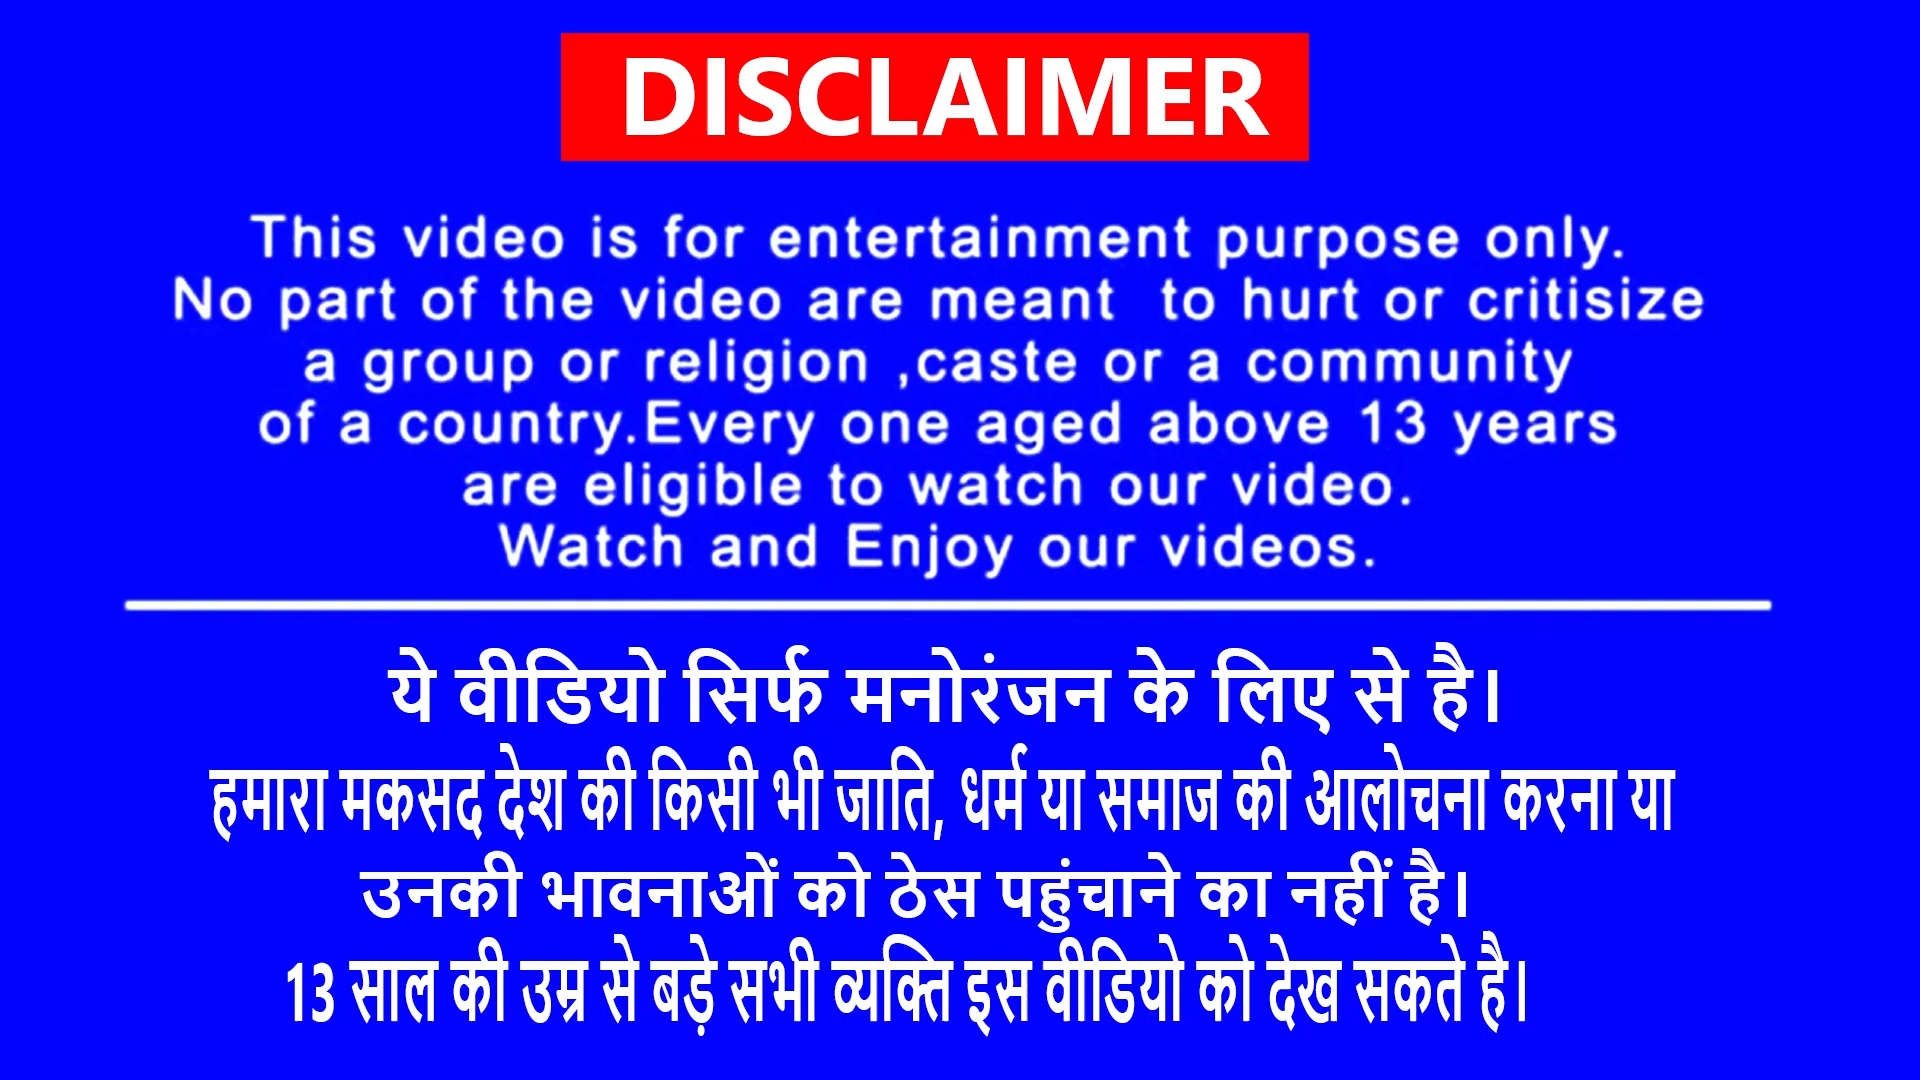 DISCLAIMER
This video is for entertainment purpose only.
No part of the video are meant to hurt or critisize
a group or religion ,caste or a community
of a country.Every one aged above 13 years
are eligible to watch our video.
Watch and Enjoy our videos.
ये वीडियो सिर्फ मनोरंजन के लिए से है।
हमारा मकसद देश की किसी भी जाति, धर्म या समाज की आलोचना करना या
उनकी भावनाओं को ठेस पहुंचाने का नहीं है।
13 साल की उम्र से बड़े सभी व्यक्ति इस वीडियो को देख सकते है।